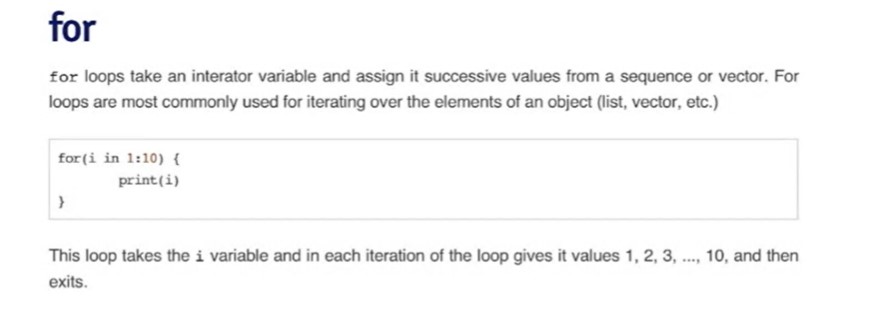 for
for loops take an interator variable and assign it successive values from a sequence or vector. For
loops are most commonly used for iterating over the elements of an object (list, vector, etc.)
for(i in 1:10) {
        print(i)
}
This loop takes the i variable and in each iteration of the loop gives it values 1, 2, 3, ..., 10, and then
exits.